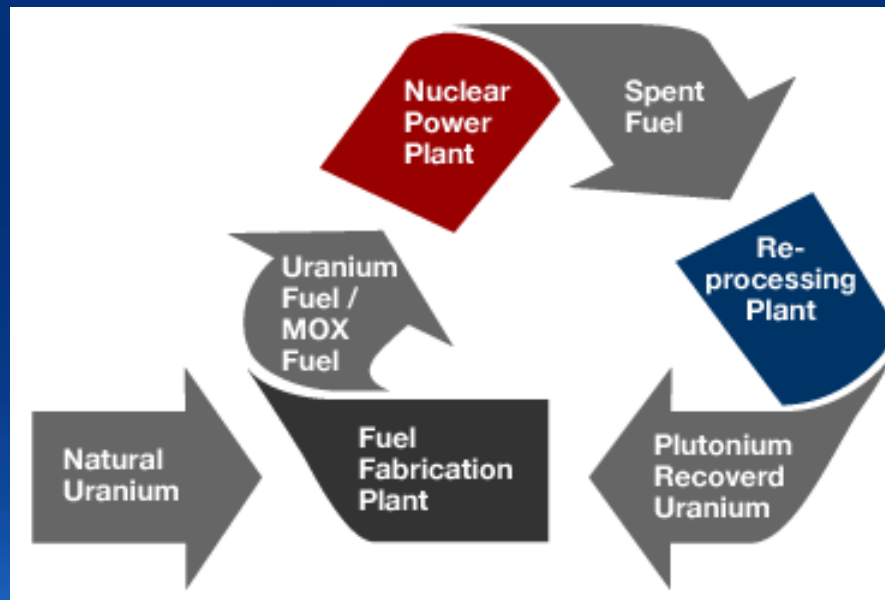 Nuclear
Power
Plant
Spent
Fuel
Re-
processing
Plant
Uranium
Fuel /
MOX
Fuel
Natural
Uranium
Fuel
Fabrication
Plant
Plutonium
Recoverd
Uranium